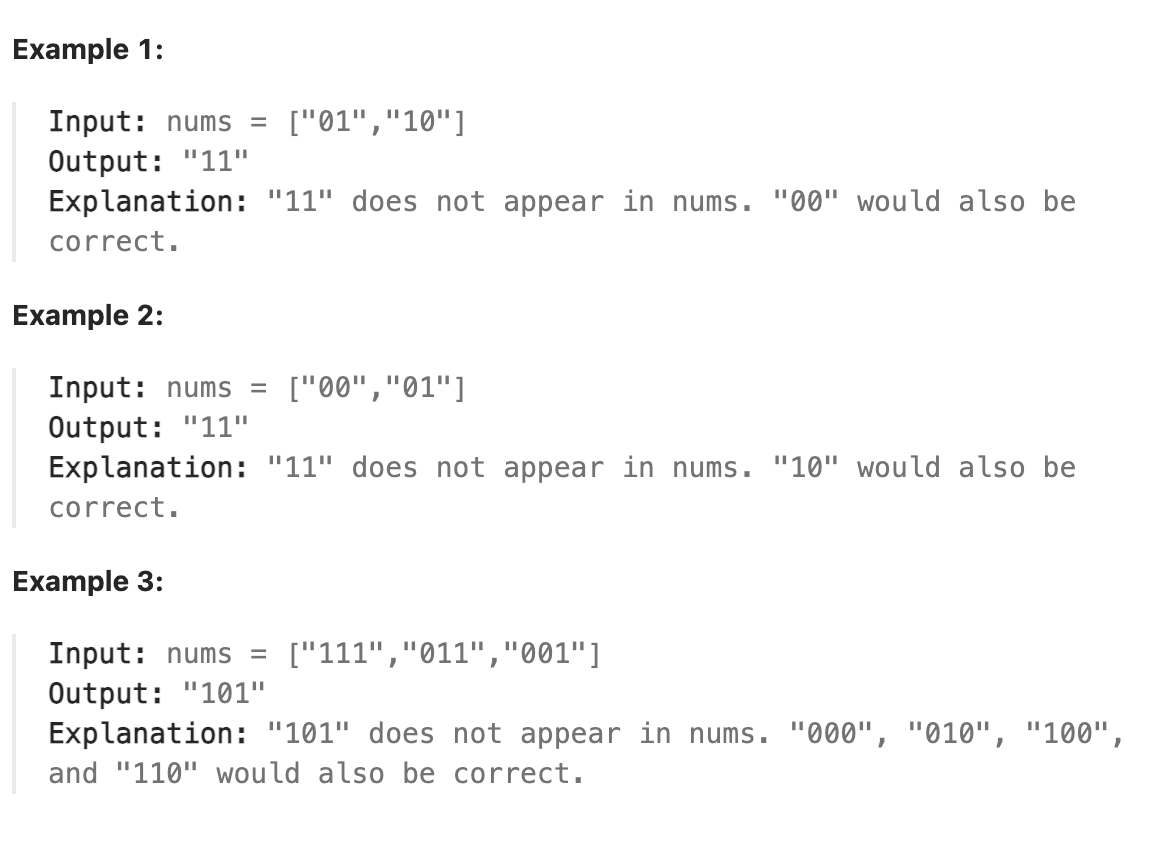 Example 1:
Input: nums = ["01","10"]
Output: "11"
Explanation: "11" does not appear in nums. "00" would also be
correct.
Example 2:
Input: nums = ["00","01"]
Output: "11"
Explanation: "11" does not appear in nums. "10" would also be
correct.
Example 3:
Input: nums = ["111","011","001"]
Output: "101"
Explanation: "101" does not appear in nums. "000", "010", "100",
and "110" would also be correct.